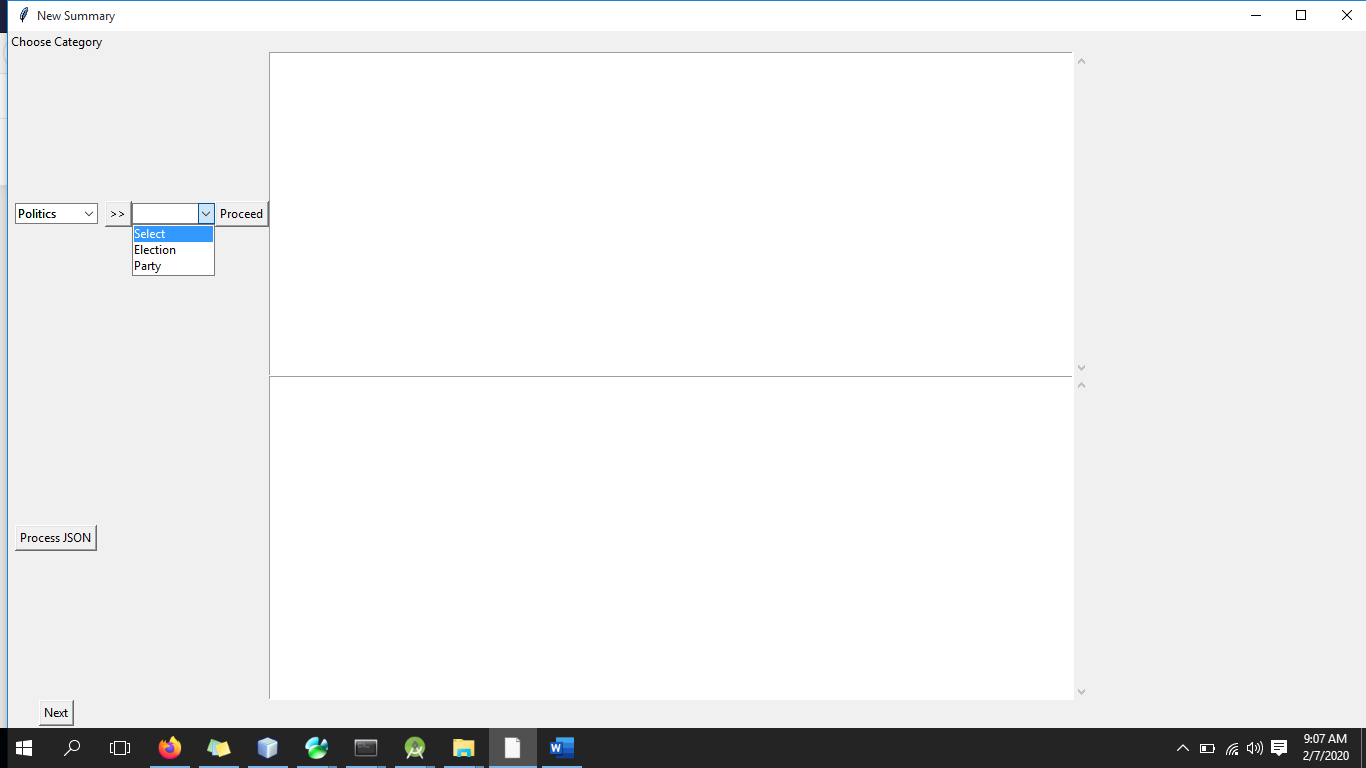 New Summary
Choose Category
Politics >> Proceed
Select
Election
Party
Process JSON
Next
9:07 AM
2/7/2020